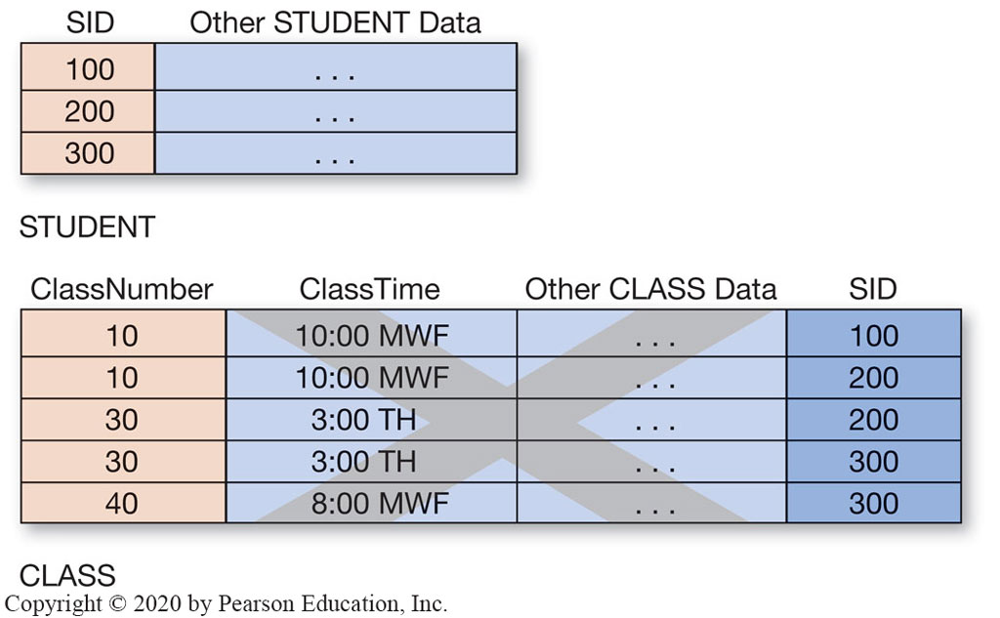 SID Other STUDENT Data
100 . . .
200 . . .
300 . . .
STUDENT
ClassNumber ClassTime Other CLASS Data SID
10 10:00 MWF . . . 100
10 10:00 MWF . . . 200
30 3:00 TH . . . 200
30 3:00 TH . . . 300
40 8:00 MWF . . . 300
CLASS
Copyright © 2020 by Pearson Education, Inc.